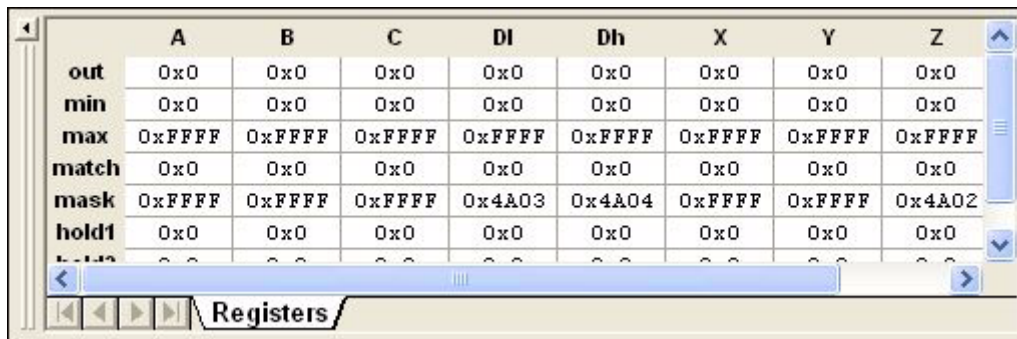 A B C Dl Dh X Y Z
out 0x0 0x0 0x0 0x0 0x0 0x0 0x0 0x0
min 0x0 0x0 0x0 0x0 0x0 0x0 0x0 0x0
max 0xFFFF 0xFFFF 0xFFFF 0xFFFF 0xFFFF 0xFFFF 0xFFFF 0xFFFF
match 0x0 0x0 0x0 0x0 0x0 0x0 0x0 0x0
mask 0xFFFF 0xFFFF 0xFFFF 0x4A03 0x4A04 0xFFFF 0xFFFF 0x4A02
hold1 0x0 0x0 0x0 0x0 0x0 0x0 0x0 0x0
Registers